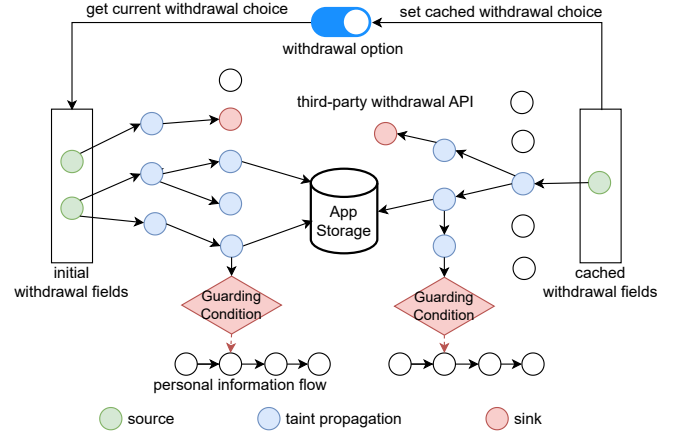 get current withdrawal choice
set cached withdrawal choice
withdrawal option
third-party withdrawal API
App
Storage
initial
withdrawal fields
cached
withdrawal fields
Guarding
Condition
Guarding
Condition
personal information flow
source
taint propagation
sink